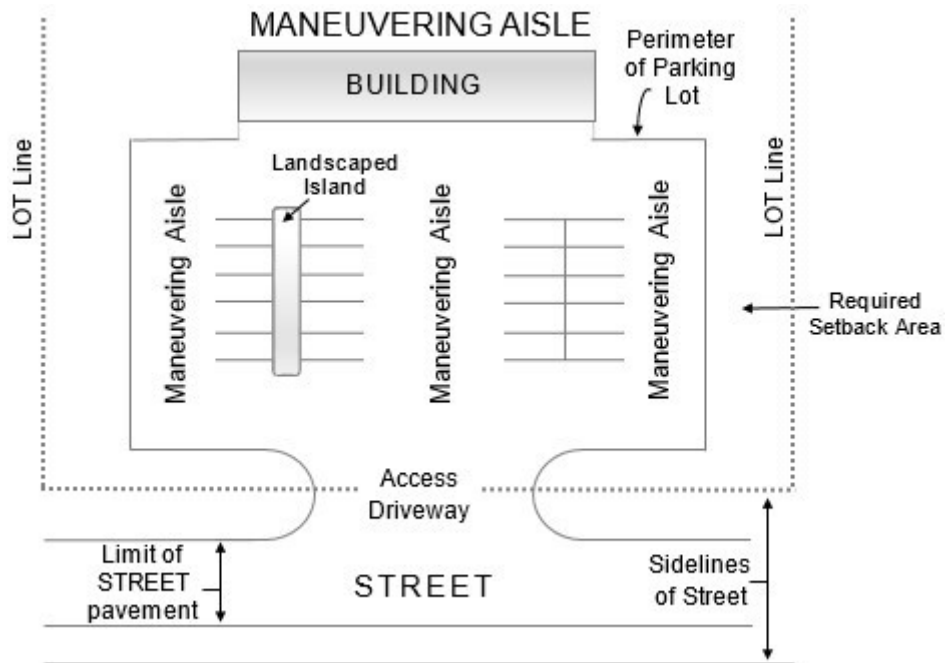 MANEUVERING AISLE
Perimeter
of Parking
Lot
BUILDING
LOT Line
LOT Line
Landscaped
Island
Maneuvering Aisle
Maneuvering Aisle
Maneuvering Aisle
Required
Setback Area
Access
Driveway
Limit of
STREET
pavement
STREET
Sidelines
of Street